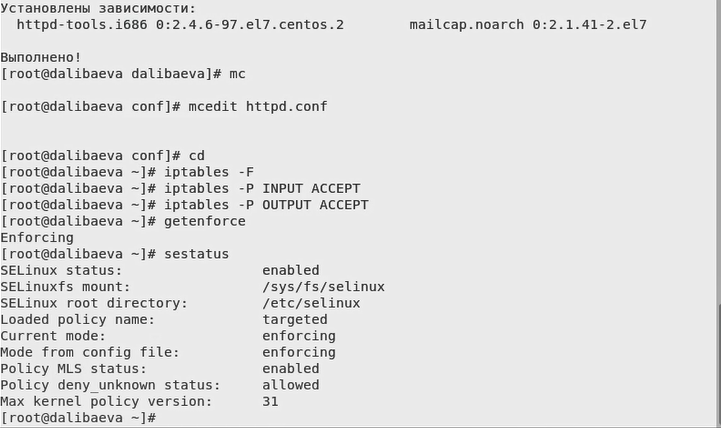 Установлены зависимости:
  httpd-tools.i686 0:2.4.6-97.el7.centos.2        mailcap.noarch 0:2.1.41-2.el7
Выполнено!
[root@dalibaeva dalibaeva]# mc
[root@dalibaeva conf]# mcedit httpd.conf
[root@dalibaeva conf]# cd
[root@dalibaeva ~]# iptables -F
[root@dalibaeva ~]# iptables -P INPUT ACCEPT
[root@dalibaeva ~]# iptables -P OUTPUT ACCEPT
[root@dalibaeva ~]# getenforce
Enforcing
[root@dalibaeva ~]# sestatus
SELinux status:                 enabled
SELinuxfs mount:                /sys/fs/selinux
SELinux root directory:         /etc/selinux
Loaded policy name:             targeted
Current mode:                   enforcing
Mode from config file:          enforcing
Policy MLS status:              enabled
Policy deny_unknown status:     allowed
Max kernel policy version:      31
[root@dalibaeva ~]#